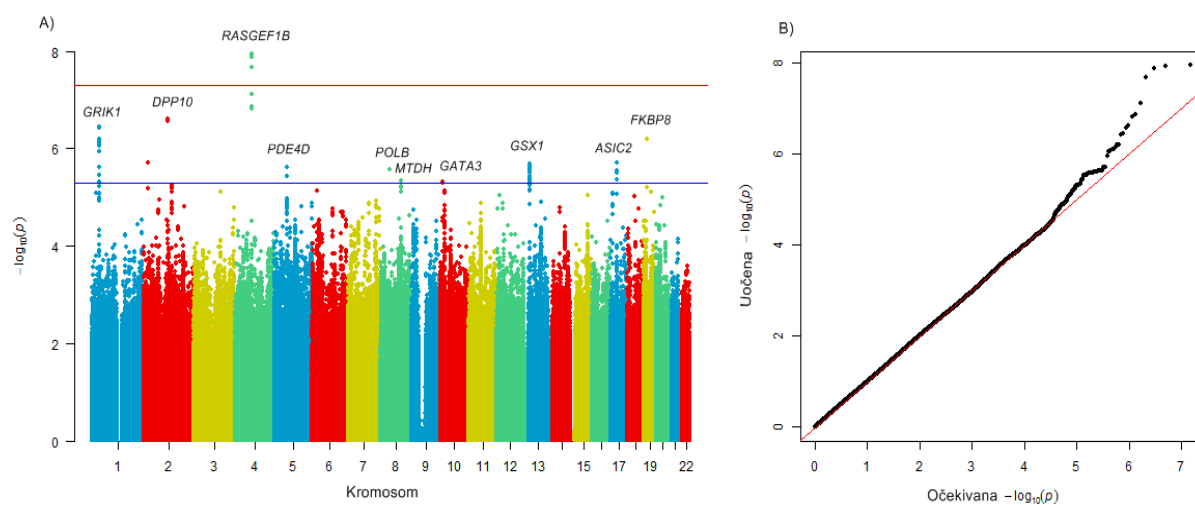 A)
RASGEF1B
GRIK1
DPP10
PDE4D
POLB
MTDH
GATA3
GSX1
ASIC2
FKBP8
8
6
4
2
0
−log10(p)
1 2 3 4 5 6 7 8 9 10 11 12 13 15 17 19 22
Kromosom
B)
8
6
4
2
0
Uočena −log10(p)
0 1 2 3 4 5 6 7
Očekivana −log10(p)